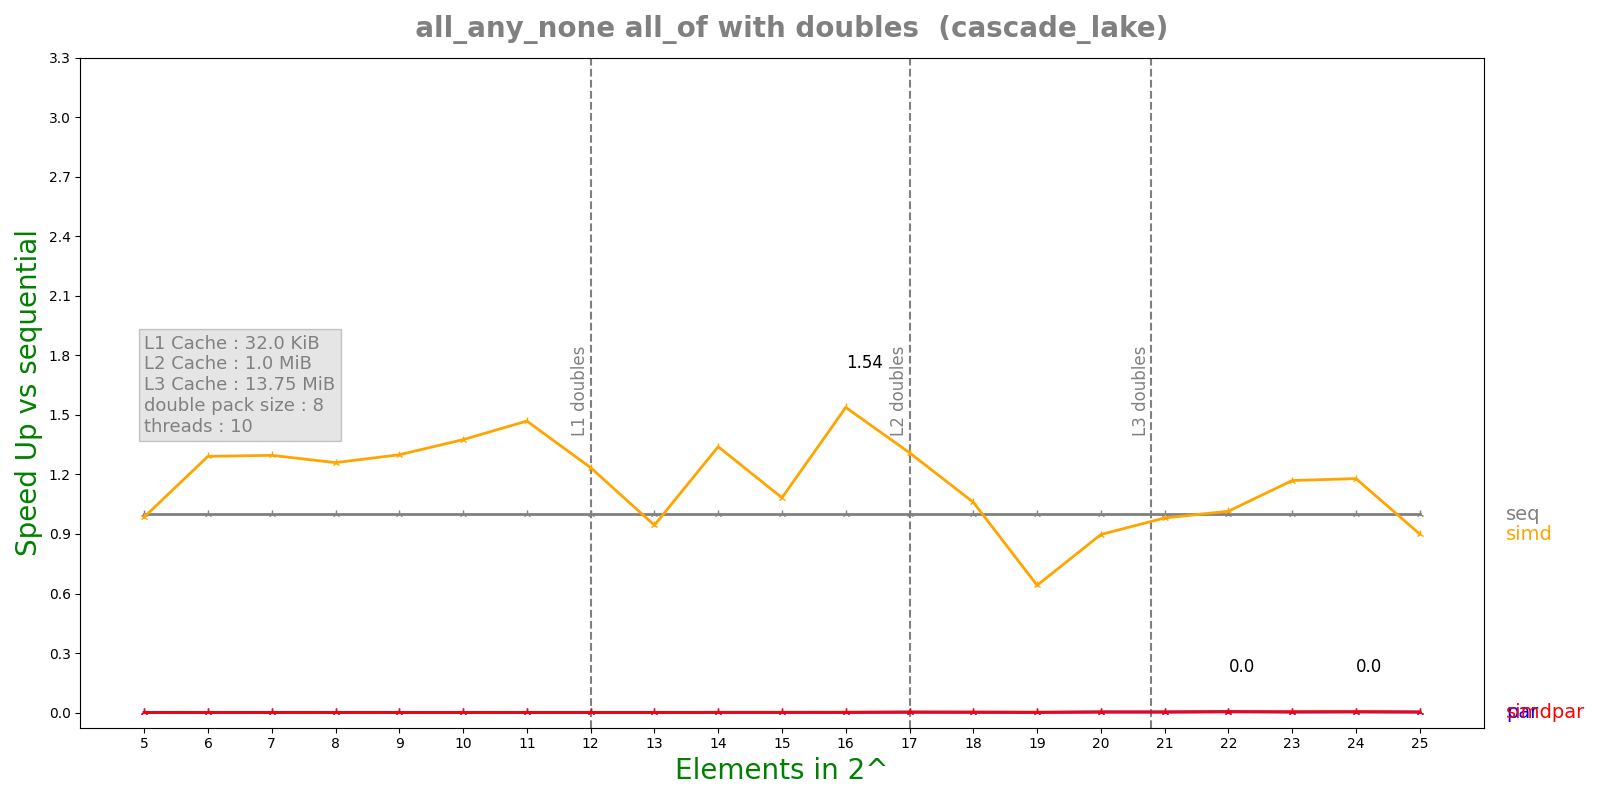 all_any_none all_of with doubles (cascade_lake)
Speed Up vs sequential
3.3
3.0
2.7
2.4
2.1
1.8
1.5
1.2
0.9
0.6
0.3
0.0
L1 Cache : 32.0 KiB
L2 Cache : 1.0 MiB
L3 Cache : 13.75 MiB
double pack size : 8
threads : 10
L1 doubles
L2 doubles
L3 doubles
1.54
0.0
0.0
seq
simd
par
simdpar
5 6 7 8 9 10 11 12 13 14 15 16 17 18 19 20 21 22 23 24 25
Elements in 2^